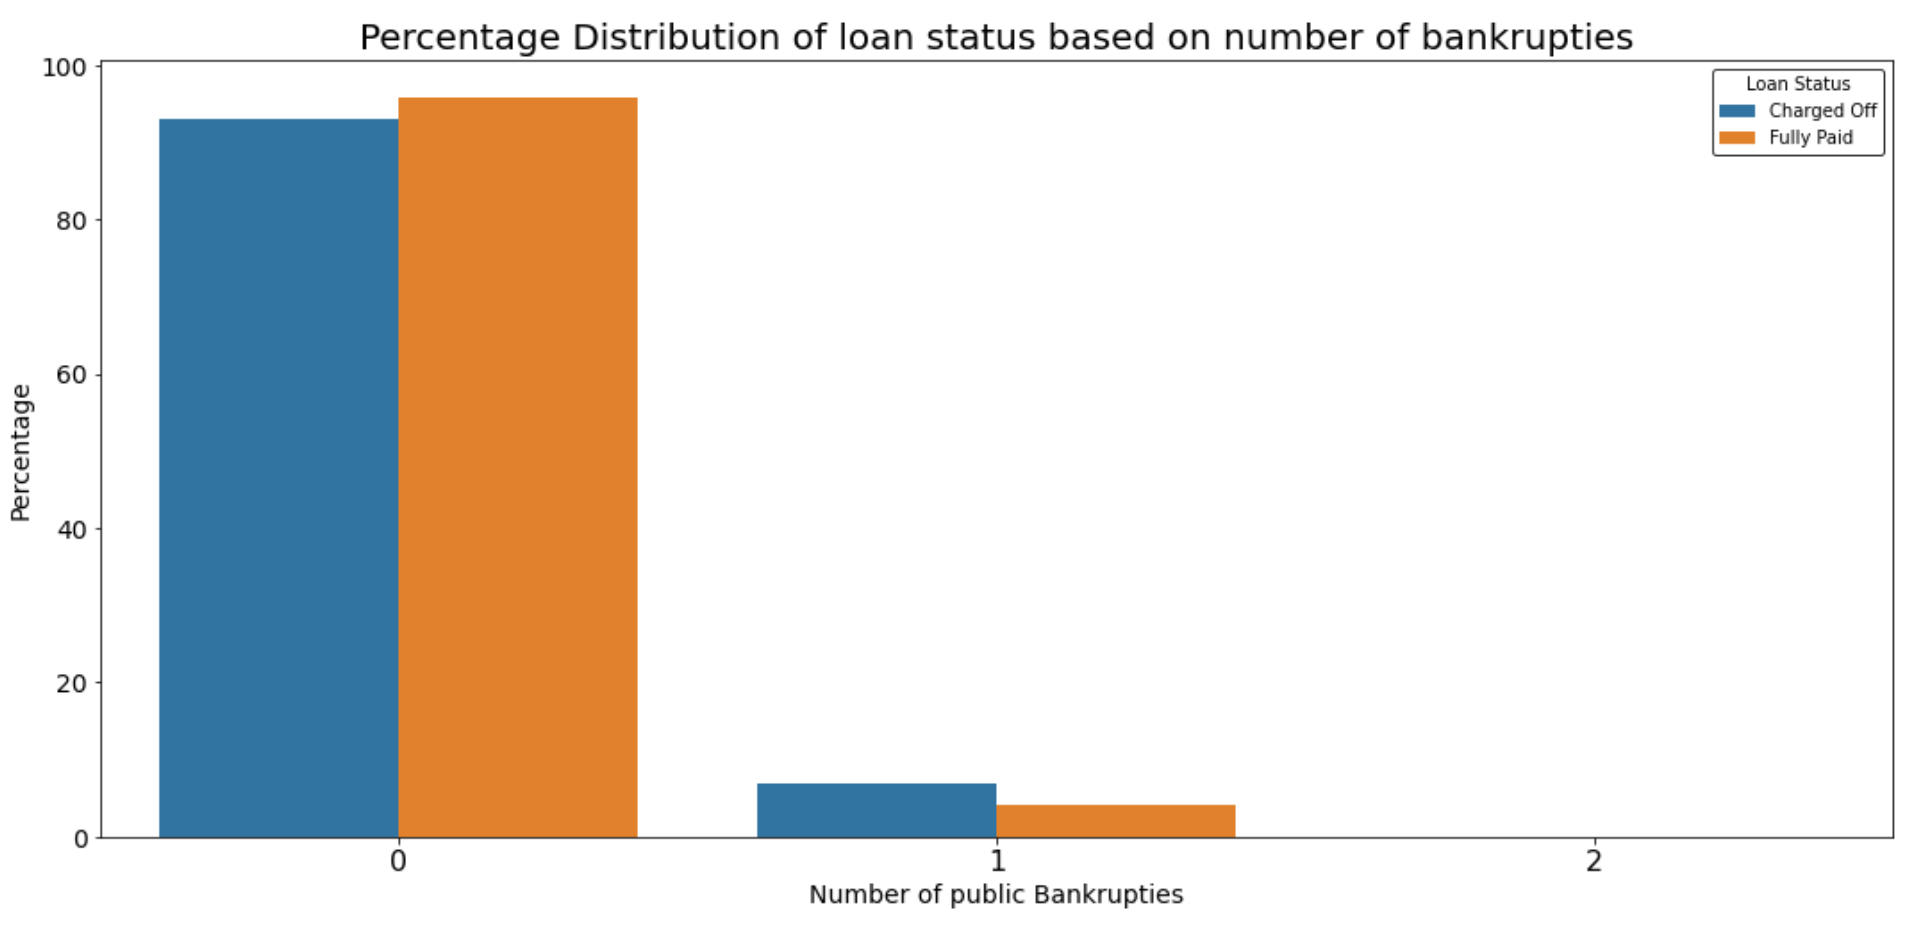 Percentage Distribution of loan status based on number of bankrupties
Loan Status
Charged Off
Fully Paid
Percentage
100
80
60
40
20
0
0 1 2
Number of public Bankrupties